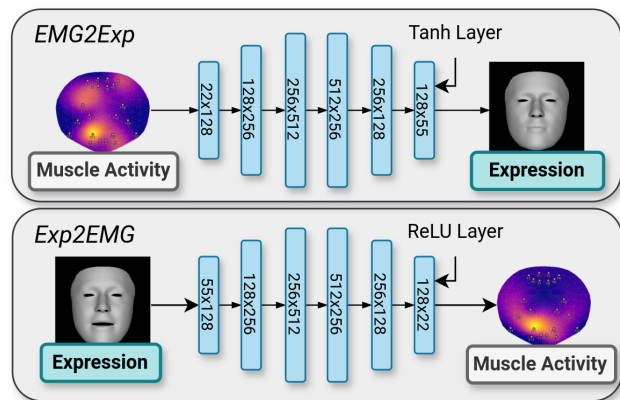 EMG2Exp
Tanh Layer
22x128
128x256
256x512
512x256
256x128
128x55
Muscle Activity
Expression
Exp2EMG
ReLU Layer
55x128
128x256
256x512
512x256
256x128
128x22
Expression
Muscle Activity